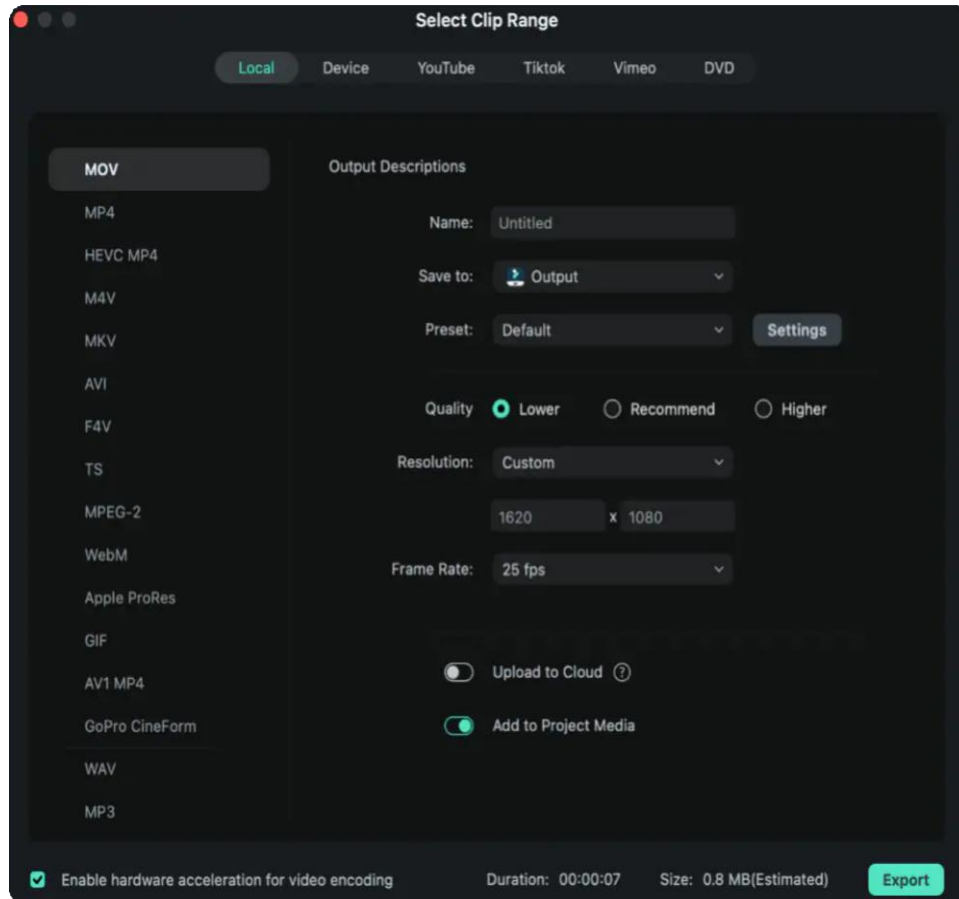 Select Clip Range
Local Device YouTube Tiktok Vimeo DVD
MOV
MP4
HEVC MP4
M4V
MKV
AVI
F4V
TS
MPEG-2
WebM
Apple ProRes
GIF
AV1 MP4
GoPro CineForm
WAV
MP3
Output Descriptions
Name: Untitled
Save to: Output
Preset: Default Settings
Quality Lower Recommend Higher
Resolution: Custom
1620 x 1080
Frame Rate: 25 fps
Upload to Cloud ?
Add to Project Media
Enable hardware acceleration for video encoding Duration: 00:00:07 Size: 0.8 MB(Estimated) Export